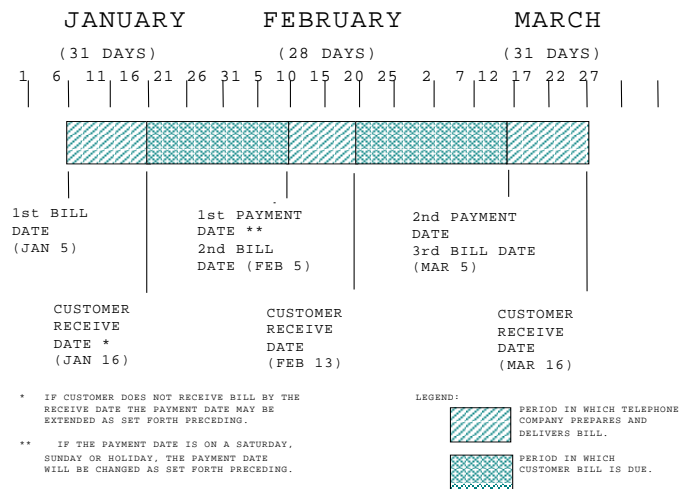 JANUARY FEBRUARY MARCH
(31 DAYS) (28 DAYS) (31 DAYS)
1 6 11 16 21 26 31 5 10 15 20 25 2 7 12 17 22 27
1st BILL
DATE
(JAN 5)
1st PAYMENT
DATE **
2nd BILL
DATE (FEB 5)
2nd PAYMENT
DATE
3rd BILL DATE
(MAR 5)
CUSTOMER
RECEIVE
DATE *
(JAN 16)
CUSTOMER
RECEIVE
DATE
(FEB 13)
CUSTOMER
RECEIVE
DATE
(MAR 16)
* IF CUSTOMER DOES NOT RECEIVE BILL BY THE
RECEIVE DATE THE PAYMENT DATE MAY BE
EXTENDED AS SET FORTH PRECEDING.
** IF THE PAYMENT DATE IS ON A SATURDAY,
SUNDAY OR HOLIDAY, THE PAYMENT DATE
WILL BE CHANGED AS SET FORTH PRECEDING.
LEGEND:
PERIOD IN WHICH TELEPHONE
COMPANY PREPARES AND
DELIVERS BILL.
PERIOD IN WHICH
CUSTOMER BILL IS DUE.